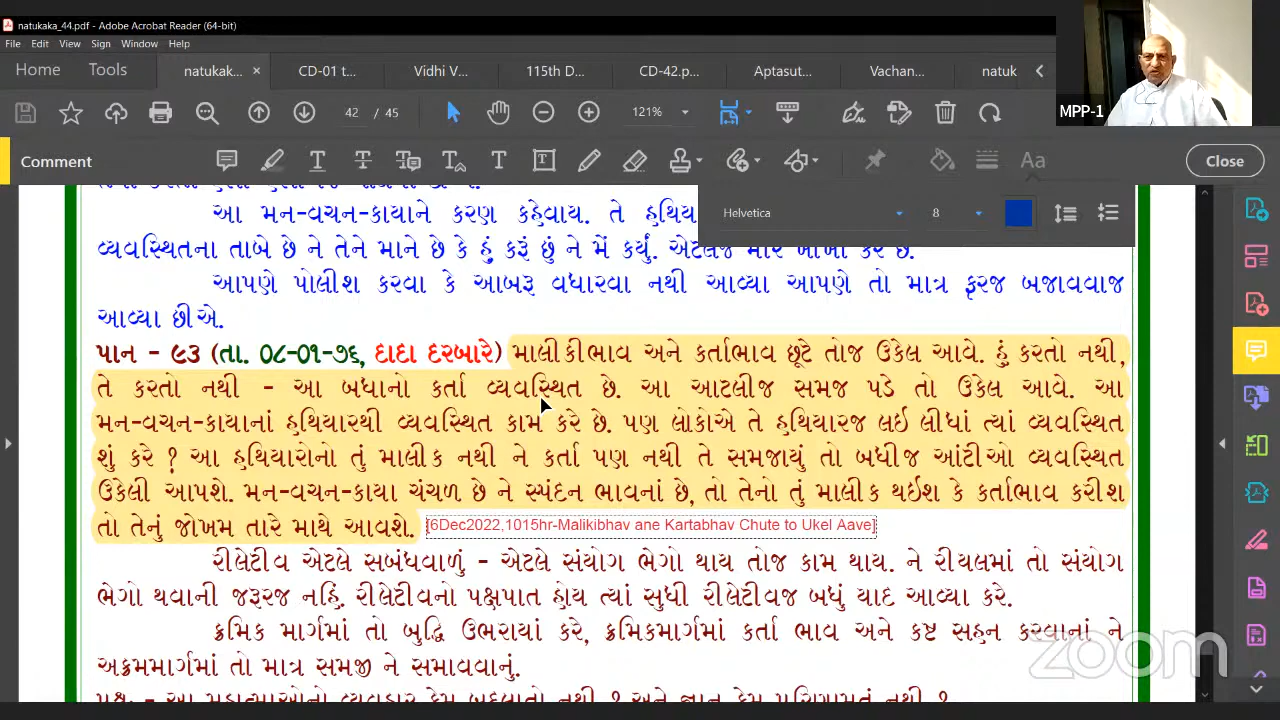 natukaka_44.pdf - Adobe Acrobat Reader (64-bit)
File Edit View Sign Window Help
Home Tools natukak... × CD-01 t... Vidhi V... 115th D... CD-42.p... Aptasut... Vachan... natuk
42 / 45 121%
MPP-1
Comment Aa Close
Helvetica 8
આ મન-વચન-કાયાને કરણ કહેવાય. તે
વ્યવસ્થિતના તાબે છે ને તેને માને છે કે હું કરૂં છું ને મેં કર્યું. એટલેજ માર ખાધા કરે છે.
આપણે પોલીશ કરવા કે આબરૂ વધારવા નથી આવ્યા આપણે તો માત્ર ફરજ બજાવવાજ
આવ્યા છીએ.
પાન - ૯૩ (તા. ૦૮-૦૧-૭૬, દાદા દરબારે) માલીકીભાવ અને કર્તાભાવ છૂટે તોજ ઉકેલ આવે. હું કરતો નથી,
તે કરતો નથી - આ બધાનો કર્તા વ્યવસ્થિત છે. આ આટલીજ સમજ પડે તો ઉકેલ આવે. આ
મન-વચન-કાયાનાં હથિયારથી વ્યવસ્થિત કામ કરે છે. પણ લોકોએ તે હથિયારજ લઇ લીધાં ત્યાં વ્યવસ્થિત
શું કરે ? આ હથિયારોનો તું માલીક નથી ને કર્તા પણ નથી તે સમજાયું તો બધીજ આંટીઓ વ્યવસ્થિત
ઉકેલી આપશે. મન-વચન-કાયા ચંચળ છે ને સ્પંદન ભાવનાં છે, તો તેનો તું માલીક થઇશ કે કર્તાભાવ કરીશ
તો તેનું જોખમ તારે માથે આવશે. [6Dec2022,1015hr-Malikibhav ane Kartabhav Chute to Ukel Aave]
રીલેટીવ એટલે સબંધવાળું - એટલે સંયોગ ભેગો થાય તોજ કામ થાય. ને રીયલમાં તો સંયોગ
ભેગો થવાની જરૂરજ નહિં. રીલેટીવનો પક્ષપાત હોય ત્યાં સુધી રીલેટીવજ બધું યાદ આવ્યા કરે.
ક્રમિક માર્ગમાં તો બુદ્ધિ ઉભરાયાં કરે, ક્રમિકમાર્ગમાં કર્તા ભાવ અને કષ્ટ સહન કરવાનાં ને
અક્રમમાર્ગમાં તો માત્ર સમજી ને સમાવવાનું.
zoom